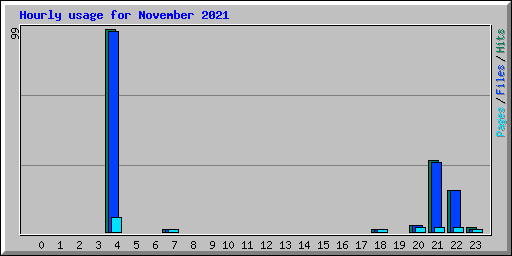 Hourly usage for November 2021
99
Pages/Files/Hits
0 1 2 3 4 5 6 7 8 9 10 11 12 13 14 15 16 17 18 19 20 21 22 23